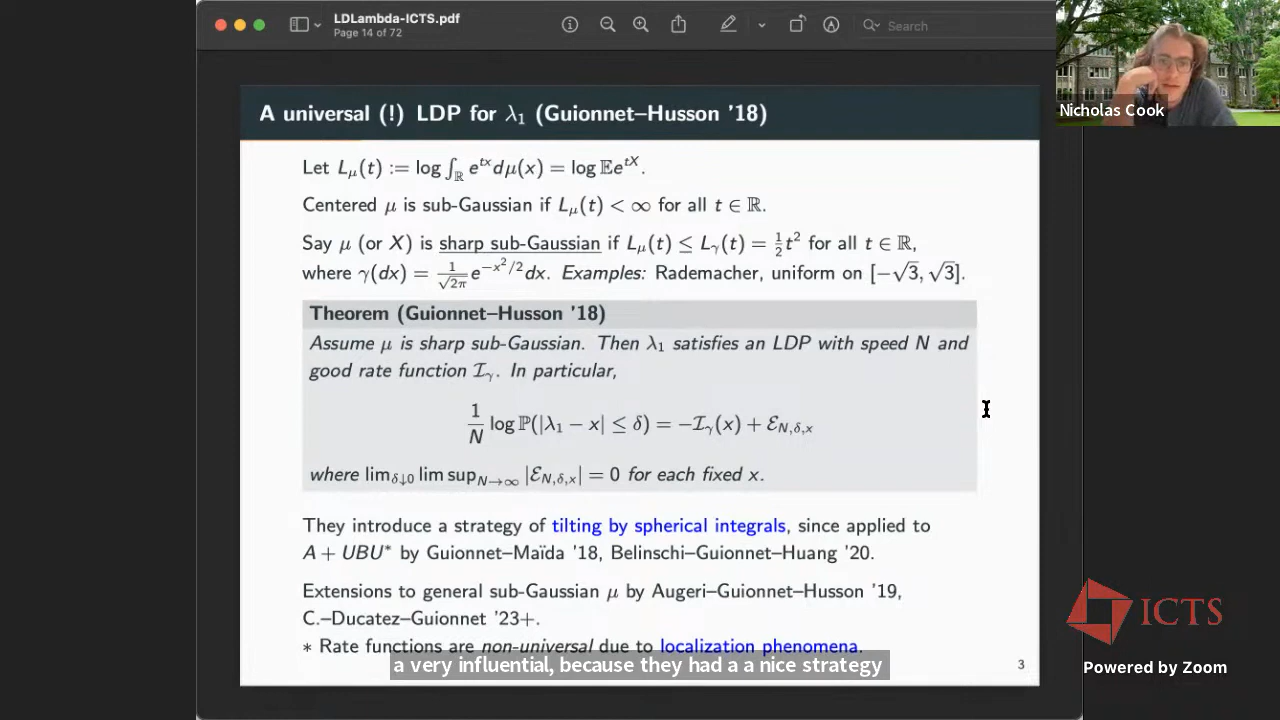 LDLambda-ICTS.pdf
Page 14 of 72
Search
Nicholas Cook
A universal (!) LDP for λ₁ (Guionnet–Husson '18)
Let L_μ(t) := log ∫_ℝ e^{tx} dμ(x) = log 𝔼e^{tX}.
Centered μ is sub-Gaussian if L_μ(t) < ∞ for all t ∈ ℝ.
Say μ (or X) is sharp sub-Gaussian if L_μ(t) ≤ L_γ(t) = ½t² for all t ∈ ℝ,
where γ(dx) = 1/√2π e^{−x²/2}dx. Examples: Rademacher, uniform on [−√3, √3].
Theorem (Guionnet–Husson '18)
Assume μ is sharp sub-Gaussian. Then λ₁ satisfies an LDP with speed N and
good rate function 𝓘_γ. In particular,
1/N log ℙ(|λ₁ − x| ≤ δ) = −𝓘_γ(x) + 𝓔_{N,δ,x}
where lim_{δ↓0} lim sup_{N→∞} |𝓔_{N,δ,x}| = 0 for each fixed x.
They introduce a strategy of tilting by spherical integrals, since applied to
A + UBU* by Guionnet–Maïda '18, Belinschi–Guionnet–Huang '20.
Extensions to general sub-Gaussian μ by Augeri–Guionnet–Husson '19,
C.–Ducatez–Guionnet '23+.
* Rate functions are non-universal due to localization phenomena.
a very influential, because they had a a nice strategy
3
ICTS
Powered by Zoom